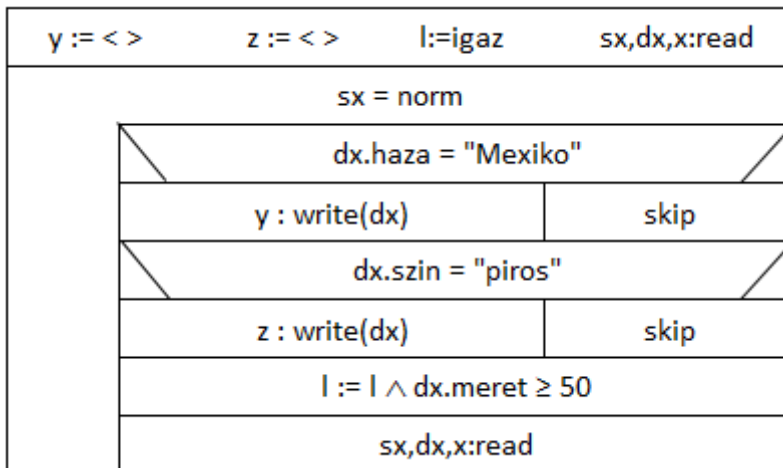 y := < > z := < > l:=igaz sx,dx,x:read
sx = norm
dx.haza = "Mexiko"
y : write(dx) skip
dx.szin = "piros"
z : write(dx) skip
l := l ∧ dx.meret ≥ 50
sx,dx,x:read